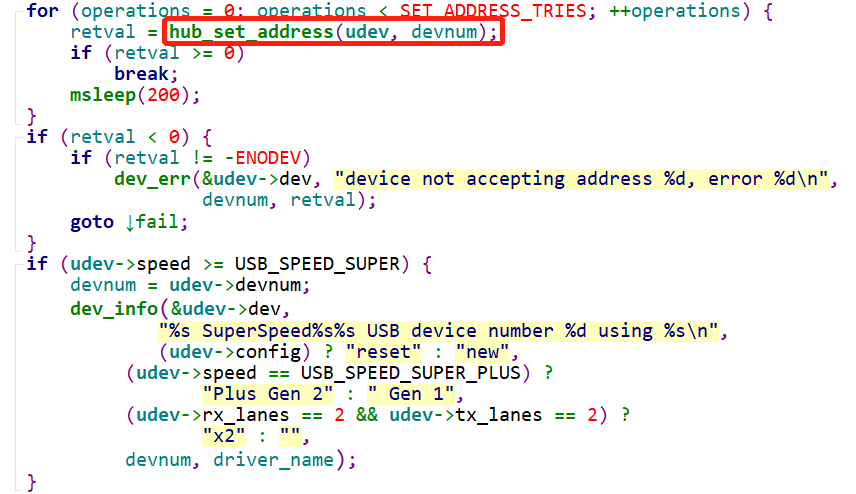 for (operations = 0; operations < SET_ADDRESS_TRIES; ++operations) {
retval = hub_set_address(udev, devnum);
if (retval >= 0)
break;
msleep(200);
}
if (retval < 0) {
if (retval != -ENODEV)
dev_err(&udev->dev, "device not accepting address %d, error %d\n",
devnum, retval);
goto ↓fail;
}
if (udev->speed >= USB_SPEED_SUPER) {
devnum = udev->devnum;
dev_info(&udev->dev,
"%s SuperSpeed%s%s USB device number %d using %s\n",
(udev->config) ? "reset" : "new",
(udev->speed == USB_SPEED_SUPER_PLUS) ?
"Plus Gen 2" : " Gen 1",
(udev->rx_lanes == 2 && udev->tx_lanes == 2) ?
"x2" : "",
devnum, driver_name);
}